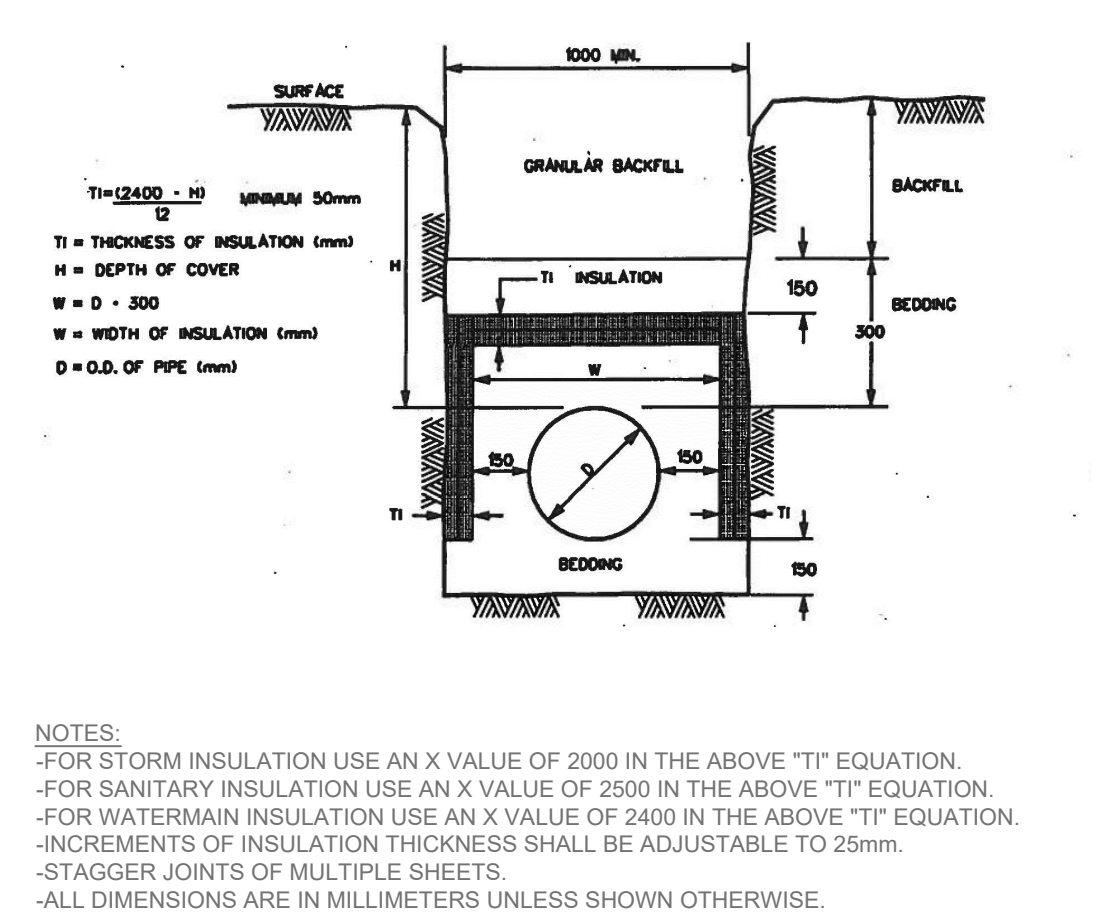 1000 MIN.
SURFACE
GRANULAR BACKFILL
BACKFILL
TI=(2400 - H)
12
MINIMUM 50mm
TI = THICKNESS OF INSULATION (mm)
H = DEPTH OF COVER
W = D + 300
W = WIDTH OF INSULATION (mm)
D = O.D. OF PIPE (mm)
H
TI INSULATION
150
BEDDING
300
W
150
D
150
TI
TI
BEDDING
150
NOTES:
-FOR STORM INSULATION USE AN X VALUE OF 2000 IN THE ABOVE "TI" EQUATION.
-FOR SANITARY INSULATION USE AN X VALUE OF 2500 IN THE ABOVE "TI" EQUATION.
-FOR WATERMAIN INSULATION USE AN X VALUE OF 2400 IN THE ABOVE "TI" EQUATION.
-INCREMENTS OF INSULATION THICKNESS SHALL BE ADJUSTABLE TO 25mm.
-STAGGER JOINTS OF MULTIPLE SHEETS.
-ALL DIMENSIONS ARE IN MILLIMETERS UNLESS SHOWN OTHERWISE.